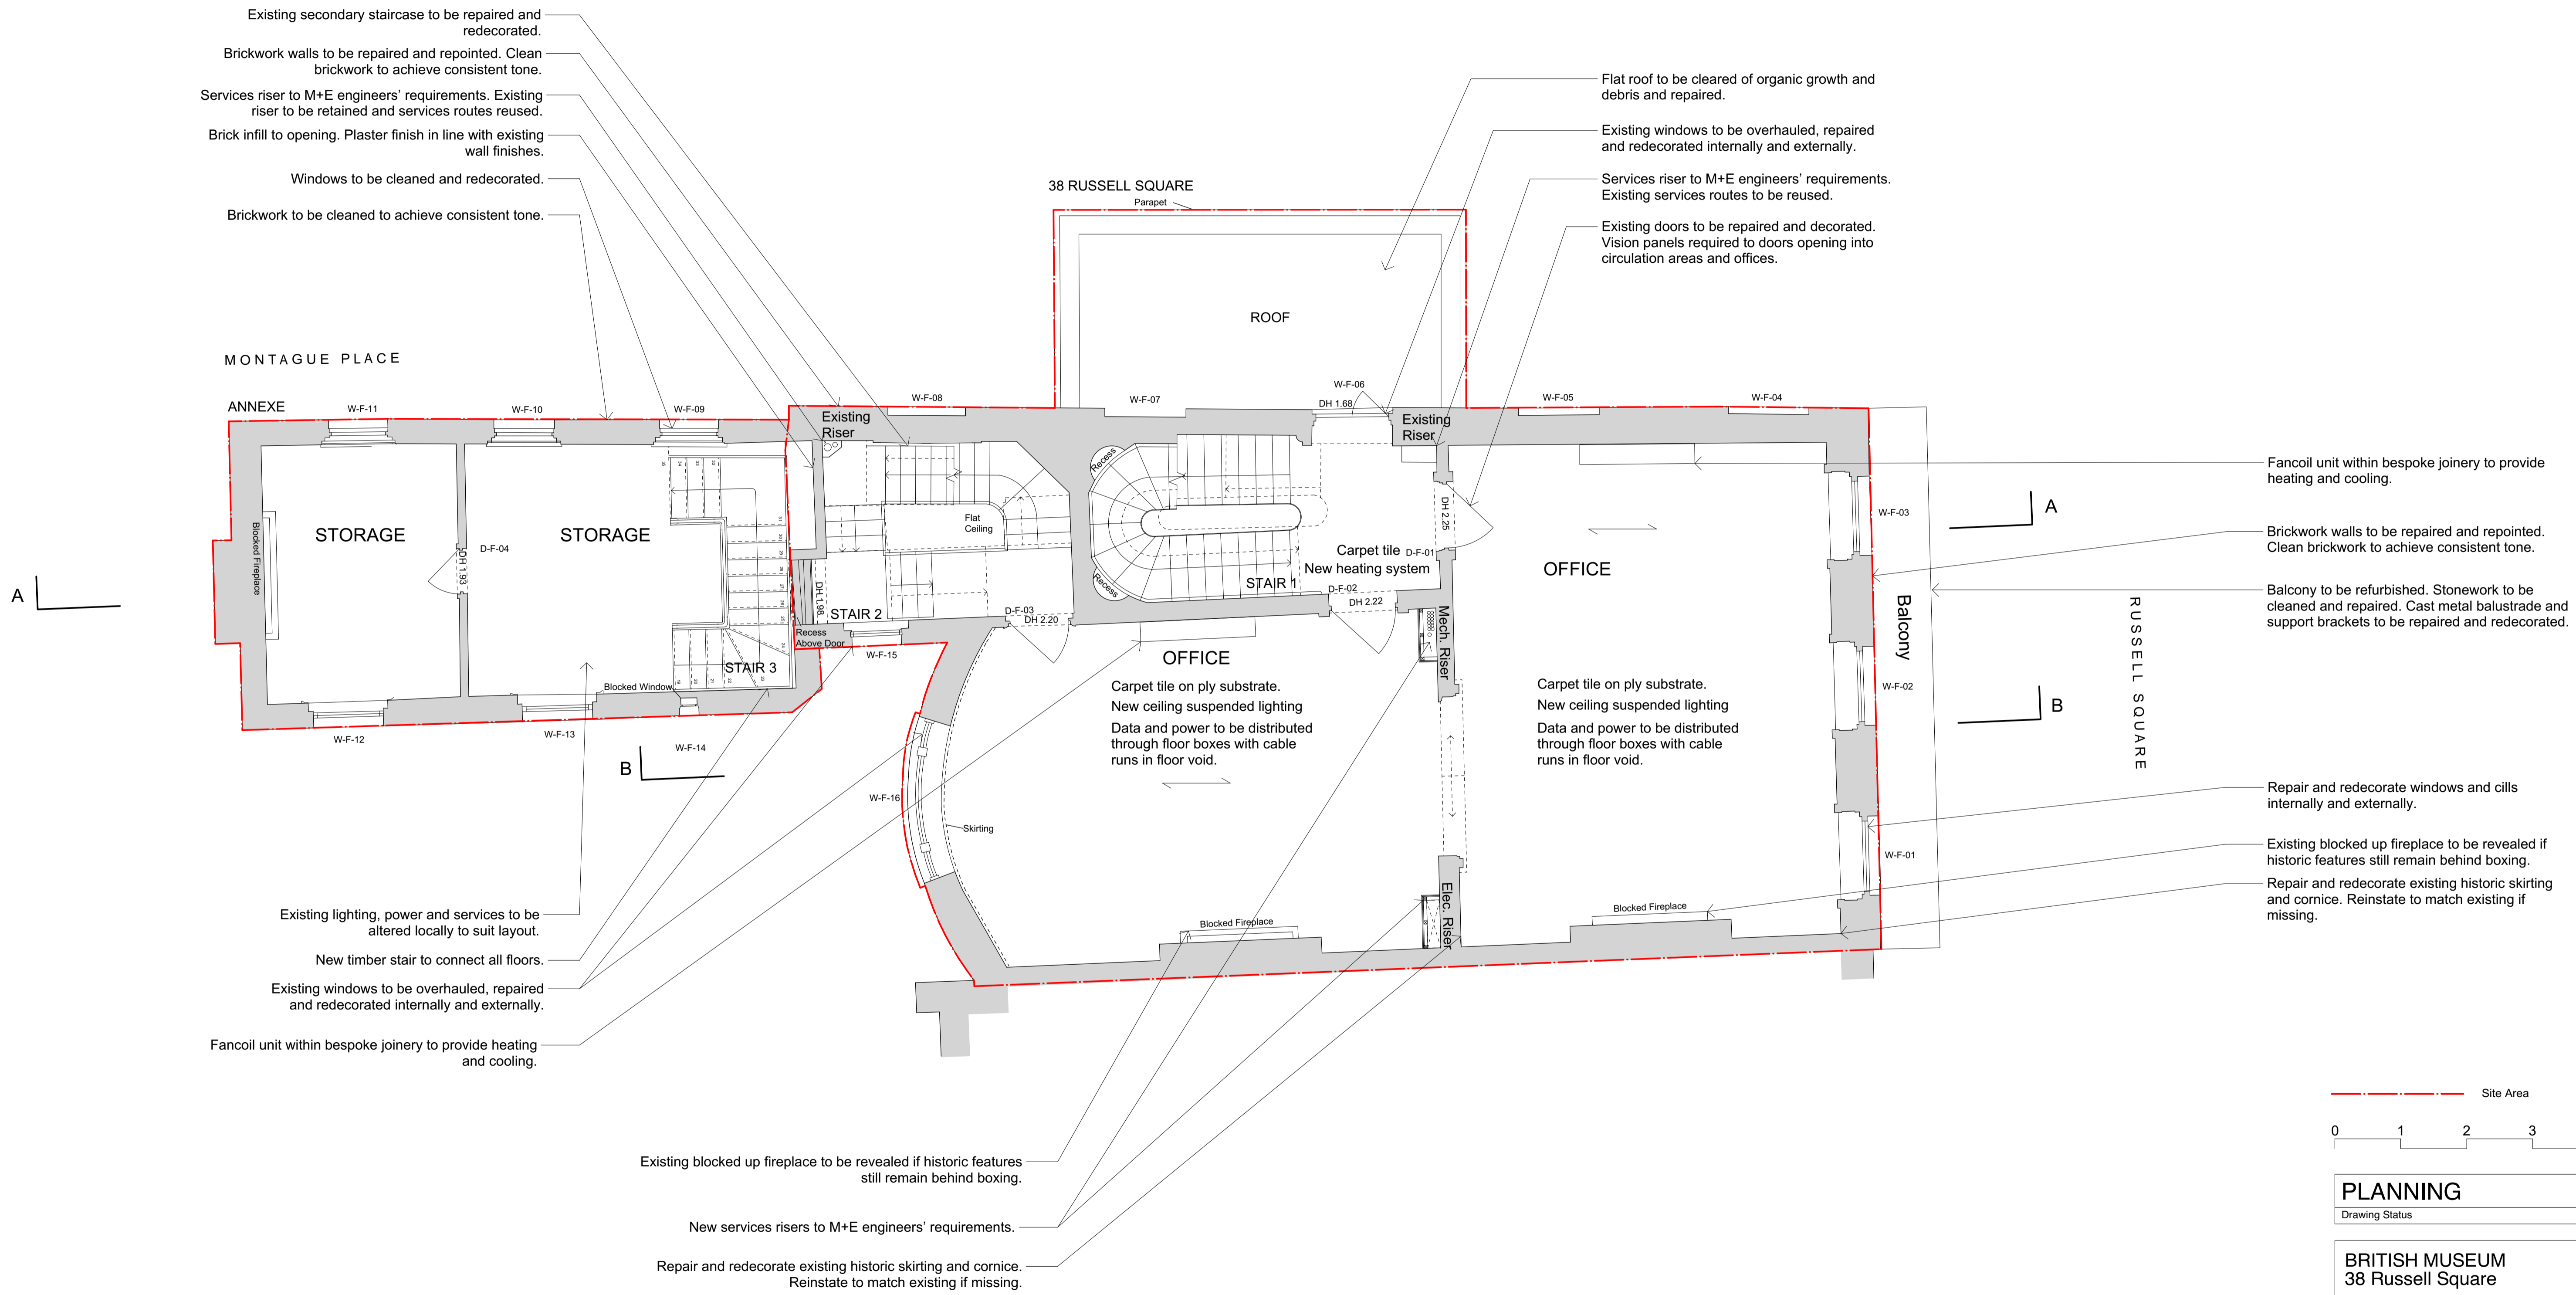 Existing secondary staircase to be repaired and
redecorated.
Brickwork walls to be repaired and repointed. Clean
brickwork to achieve consistent tone.
Services riser to M+E engineers’ requirements. Existing
riser to be retained and services routes reused.
Brick infill to opening. Plaster finish in line with existing
wall finishes.
Windows to be cleaned and redecorated.
Brickwork to be cleaned to achieve consistent tone.
Flat roof to be cleared of organic growth and
debris and repaired.
Existing windows to be overhauled, repaired
and redecorated internally and externally.
Services riser to M+E engineers’ requirements.
Existing services routes to be reused.
Existing doors to be repaired and decorated.
Vision panels required to doors opening into
circulation areas and offices.
38 RUSSELL SQUARE
Parapet
ROOF
MONTAGUE PLACE
ANNEXE
W-F-11
W-F-10
W-F-09
W-F-08
W-F-07
W-F-06
DH 1.68
W-F-05
W-F-04
Existing
Riser
Existing
Riser
Recess
Recess
Blocked Fireplace
STORAGE
DH 1.93
D-F-04
STORAGE
35
34
33
32
31
30
29
28
27
26
25
24
23
22
21
20
19
STAIR 3
Flat
Ceiling
DH 1.98
STAIR 2
Recess
Above Door
W-F-15
D-F-03
DH 2.20
STAIR 1
Carpet tile
New heating system
D-F-01
DH 2.25
D-F-02
DH 2.22
Mech. Riser
OFFICE
W-F-03
W-F-02
W-F-01
Balcony
RUSSELL SQUARE
A
A
B
B
Blocked Window
W-F-12
W-F-13
W-F-14
W-F-16
Skirting
OFFICE
Carpet tile on ply substrate.
New ceiling suspended lighting
Data and power to be distributed
through floor boxes with cable
runs in floor void.
Carpet tile on ply substrate.
New ceiling suspended lighting
Data and power to be distributed
through floor boxes with cable
runs in floor void.
Elec. Riser
Blocked Fireplace
Blocked Fireplace
Fancoil unit within bespoke joinery to provide
heating and cooling.
Brickwork walls to be repaired and repointed.
Clean brickwork to achieve consistent tone.
Balcony to be refurbished. Stonework to be
cleaned and repaired. Cast metal balustrade and
support brackets to be repaired and redecorated.
Repair and redecorate windows and cills
internally and externally.
Existing blocked up fireplace to be revealed if
historic features still remain behind boxing.
Repair and redecorate existing historic skirting
and cornice. Reinstate to match existing if
missing.
Existing lighting, power and services to be
altered locally to suit layout.
New timber stair to connect all floors.
Existing windows to be overhauled, repaired
and redecorated internally and externally.
Fancoil unit within bespoke joinery to provide heating
and cooling.
Existing blocked up fireplace to be revealed if historic features
still remain behind boxing.
New services risers to M+E engineers’ requirements.
Repair and redecorate existing historic skirting and cornice.
Reinstate to match existing if missing.
Site Area
0 1 2 3
PLANNING
Drawing Status
BRITISH MUSEUM
38 Russell Square